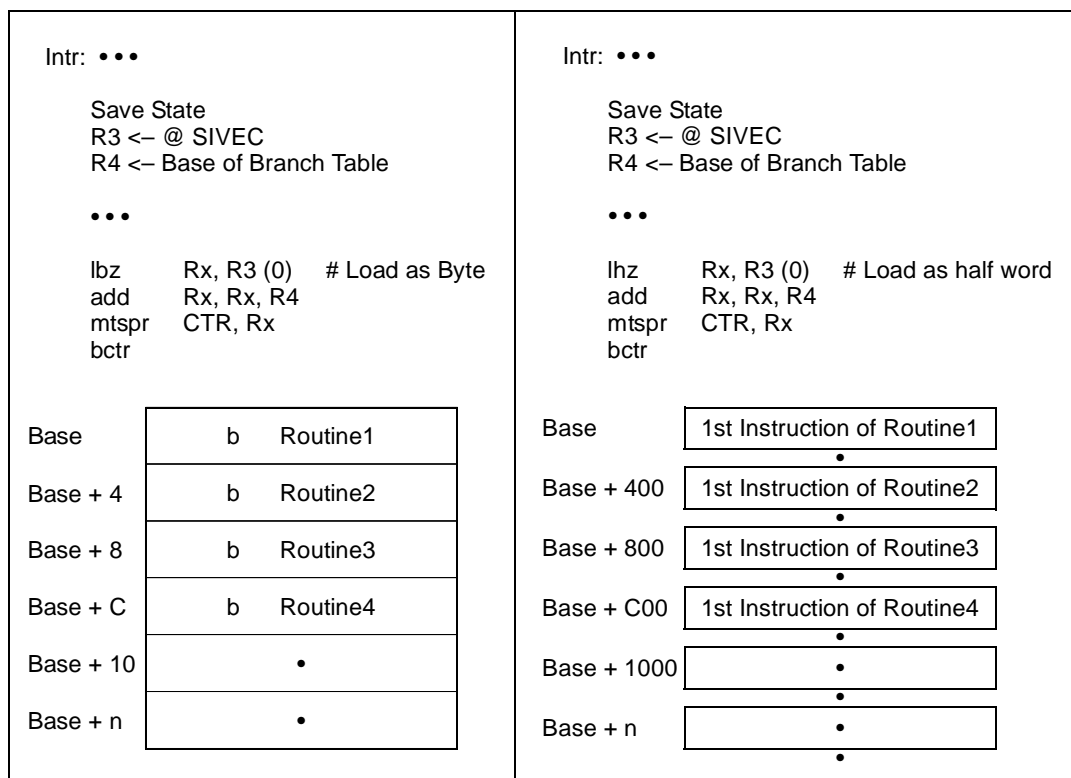 Intr: •••
Save State
R3 <– @ SIVEC
R4 <– Base of Branch Table
•••
lbz Rx, R3 (0) # Load as Byte
add Rx, Rx, R4
mtspr CTR, Rx
bctr
Base b Routine1
Base + 4 b Routine2
Base + 8 b Routine3
Base + C b Routine4
Base + 10 •
Base + n •
Intr: •••
Save State
R3 <– @ SIVEC
R4 <– Base of Branch Table
•••
lhz Rx, R3 (0) # Load as half word
add Rx, Rx, R4
mtspr CTR, Rx
bctr
Base 1st Instruction of Routine1
•
Base + 400 1st Instruction of Routine2
•
Base + 800 1st Instruction of Routine3
•
Base + C00 1st Instruction of Routine4
•
Base + 1000 •
•
Base + n •
•